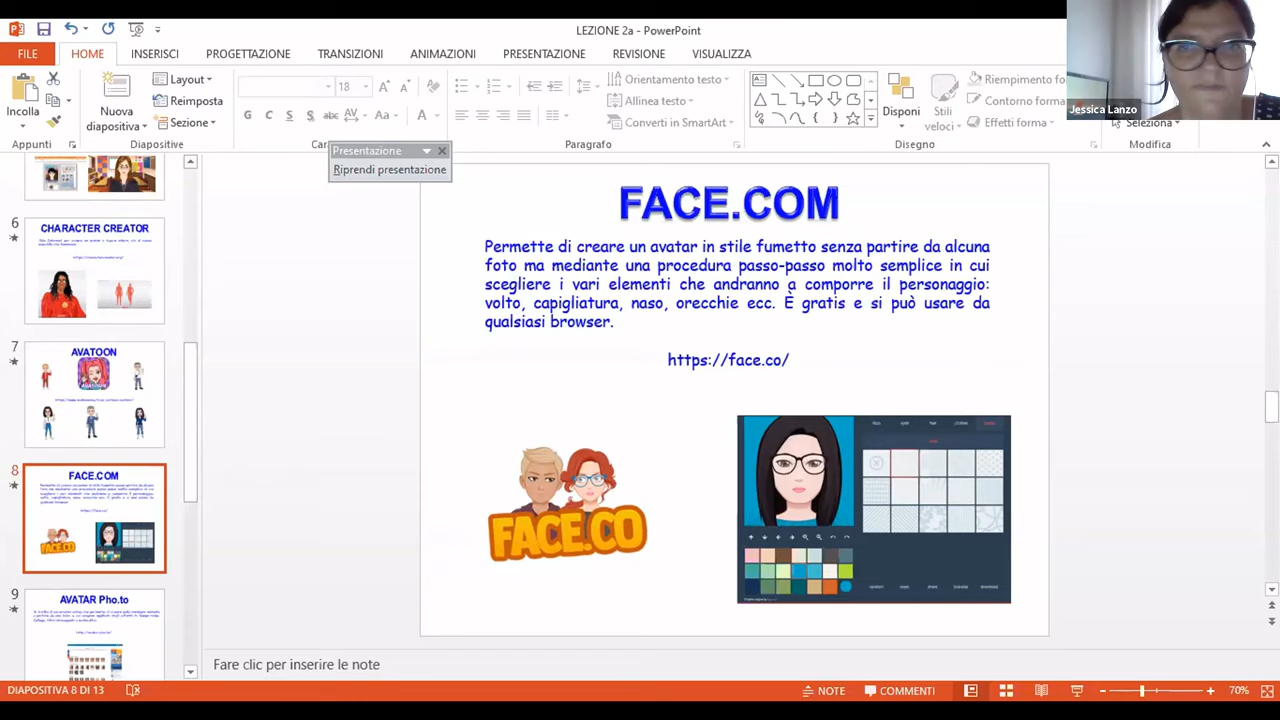 LEZIONE 2a - PowerPoint
FILE
HOME
INSERISCI
PROGETTAZIONE
TRANSIZIONI
ANIMAZIONI
PRESENTAZIONE
REVISIONE
VISUALIZZA
Jessica Lanzo
Incolla
Nuova
diapositiva
Layout
Reimposta
Sezione
18
G C S abc AV Aa A
Orientamento testo
Allinea testo
Converti in SmartArt
Disponi
Stili
veloci
Riempimento fo
Contorno forma
Effetti forma
Seleziona
Appunti
Diapositive
Paragrafo
Disegno
Modifica
Presentazione
Riprendi presentazione
6
CHARACTER CREATOR
7
AVATOON
8
FACE.COM
FACE.CO
9
AVATAR Pho.to
FACE.COM
Permette di creare un avatar in stile fumetto senza partire da alcuna
foto ma mediante una procedura passo-passo molto semplice in cui
scegliere i vari elementi che andranno a comporre il personaggio:
volto, capigliatura, naso, orecchie ecc. È gratis e si può usare da
qualsiasi browser.
https://face.co/
FACE.CO
Fare clic per inserire le note
DIAPOSITIVA 8 DI 13
NOTE
COMMENTI
70%